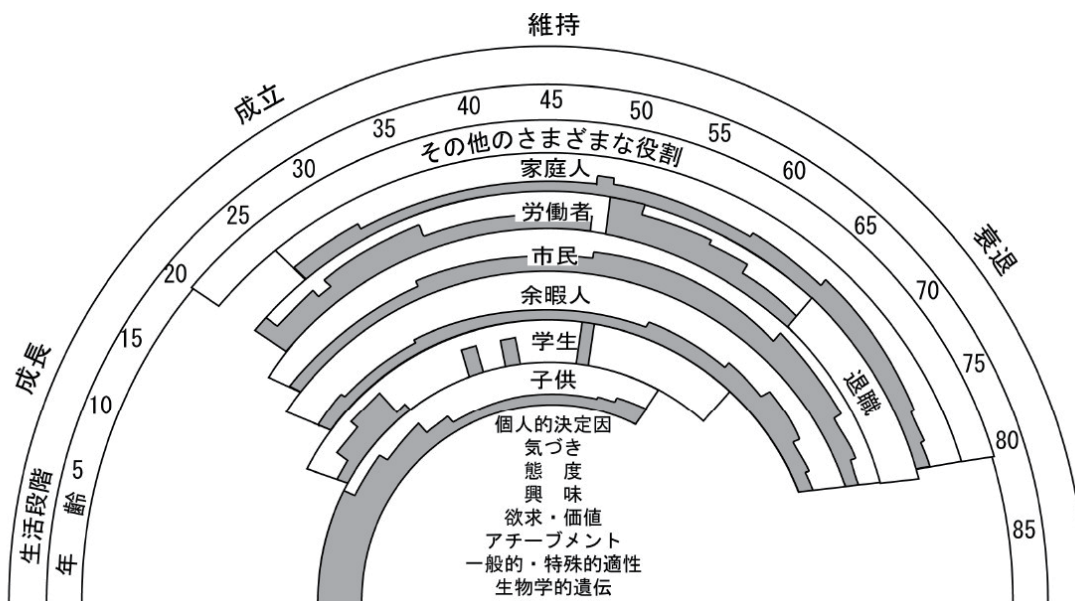 維持
成立
成長
衰退
生活段階
年齢
5
10
15
20
25
30
35
40
45
50
55
60
65
70
75
80
85
その他のさまざまな役割
家庭人
労働者
市民
余暇人
学生
子供
退職
個人的決定因
気づき
態　度
興　味
欲求・価値
アチーブメント
一般的・特殊的適性
生物学的遺伝